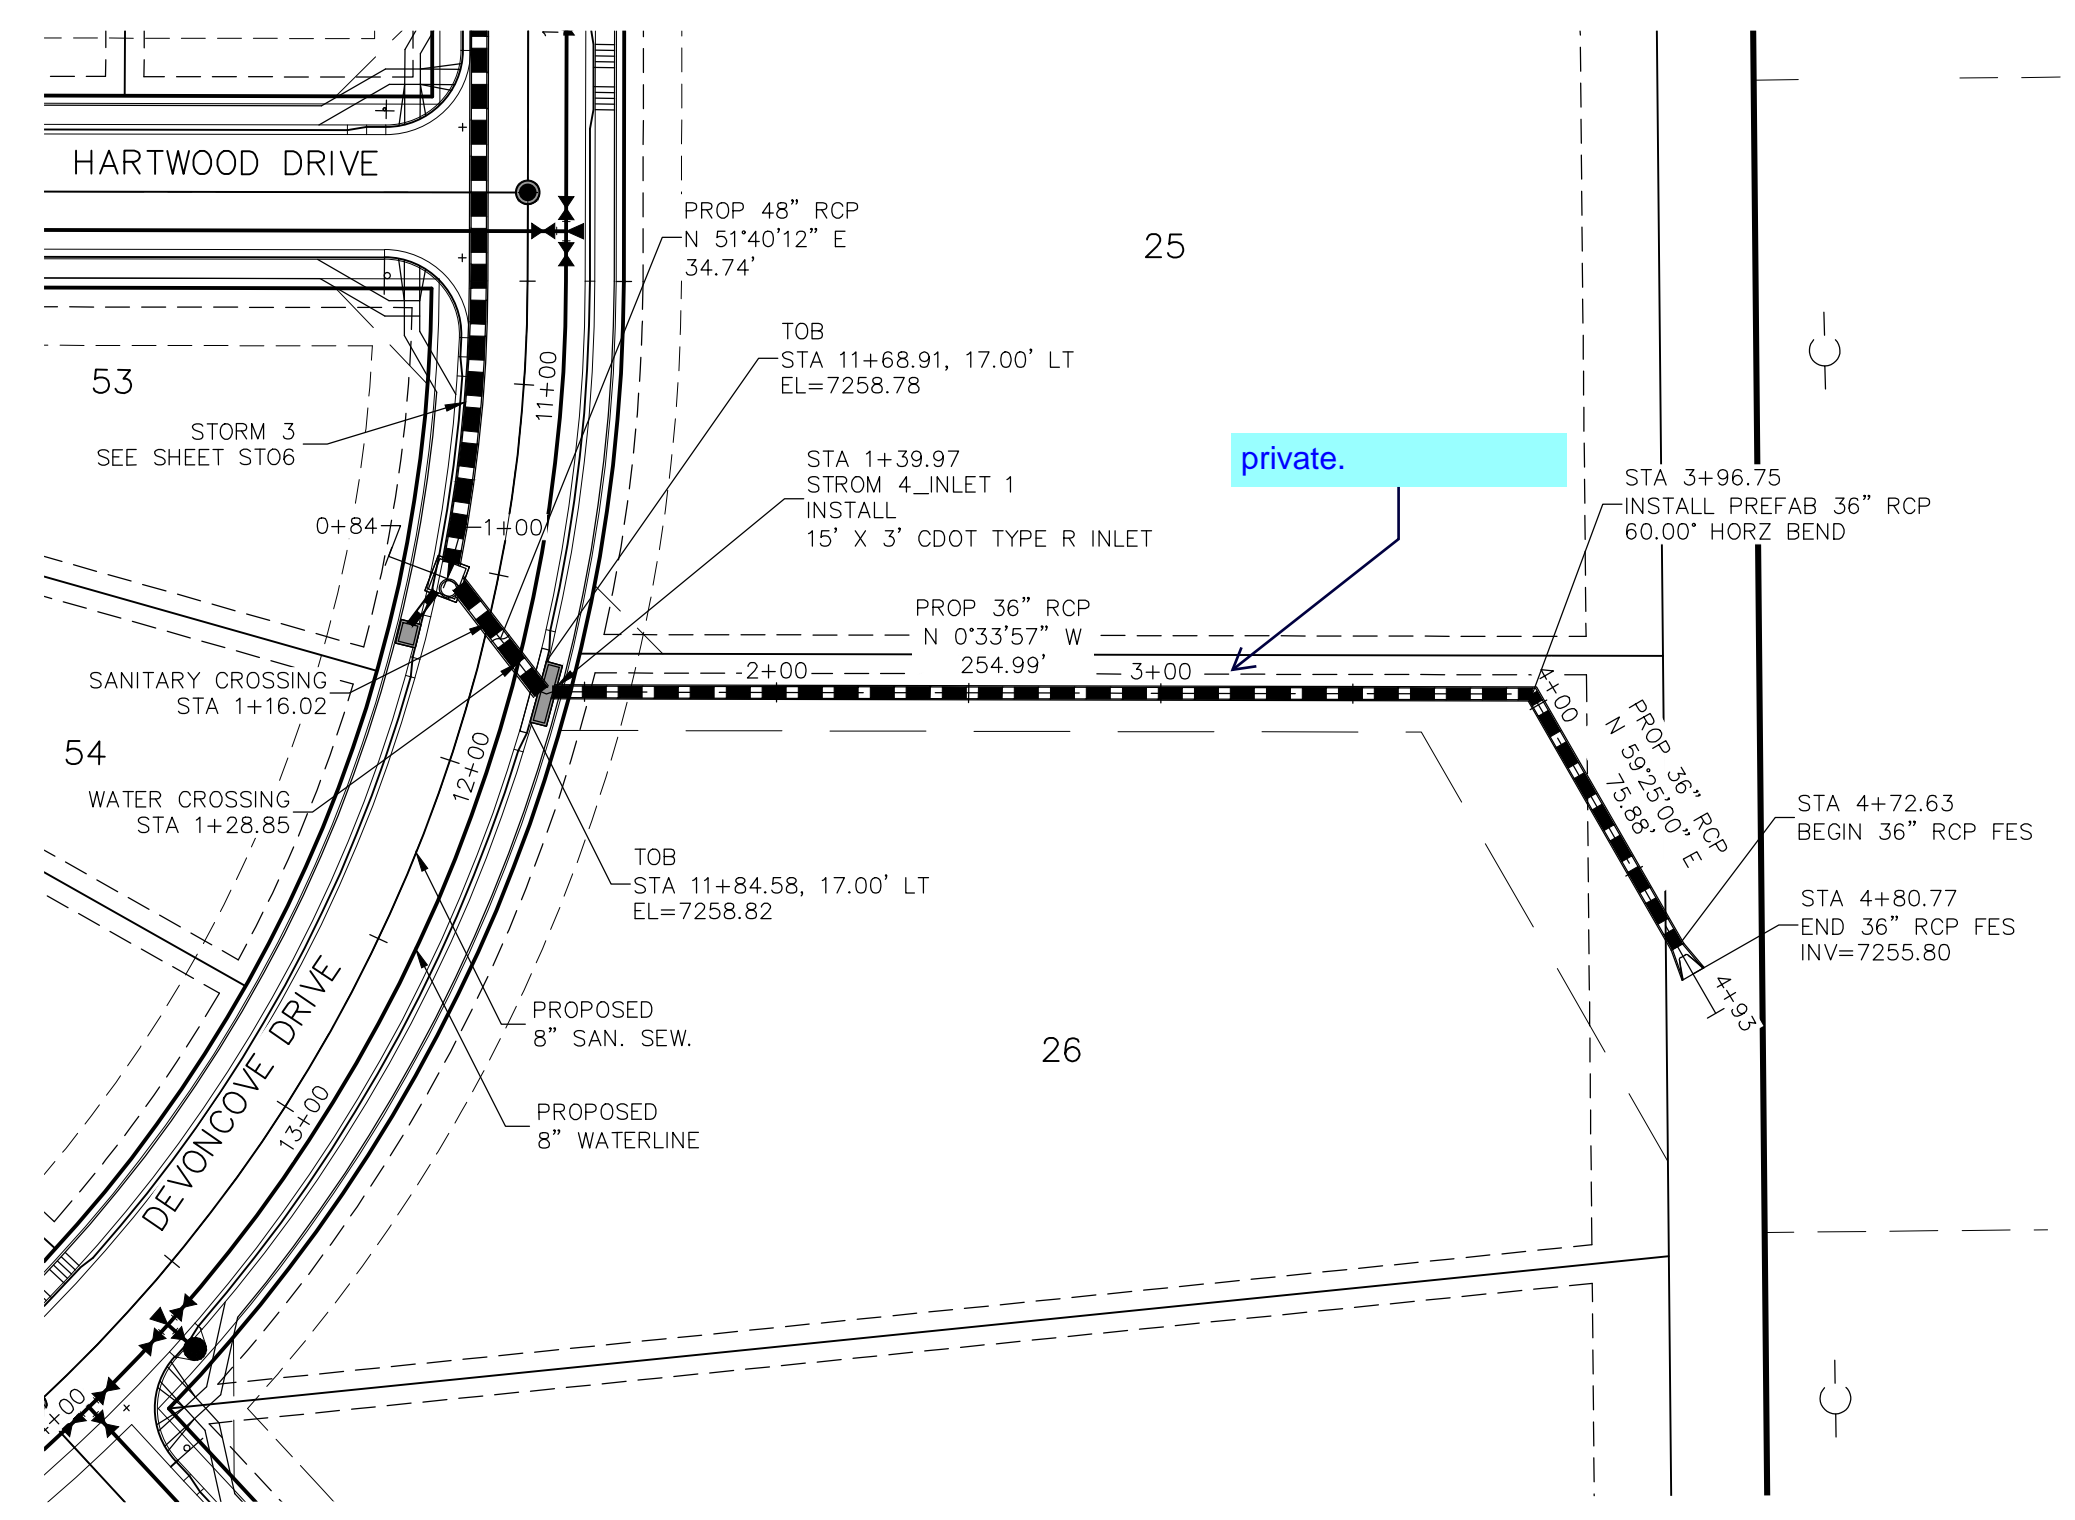 HARTWOOD DRIVE
PROP 48” RCP
N 51°40'12” E
34.74'
25
TOB
STA 11+68.91, 17.00' LT
EL=7258.78
11+00
53
STORM 3
SEE SHEET STO6
STA 1+39.97
STROM 4_INLET 1
INSTALL
15' X 3' CDOT TYPE R INLET
private.
STA 3+96.75
INSTALL PREFAB 36” RCP
60.00° HORZ BEND
0+84
1+00
PROP 36” RCP
N 0°33'57” W
254.99'
2+00
3+00
4+00
SANITARY CROSSING
STA 1+16.02
54
WATER CROSSING
STA 1+28.85
12+00
PROP 36” RCP
N 59°25'00” E
75.88'
STA 4+72.63
BEGIN 36” RCP FES
TOB
STA 11+84.58, 17.00' LT
EL=7258.82
STA 4+80.77
END 36” RCP FES
INV=7255.80
4+93
PROPOSED
8” SAN. SEW.
26
DEVONCOVE DRIVE
13+00
PROPOSED
8” WATERLINE
+00